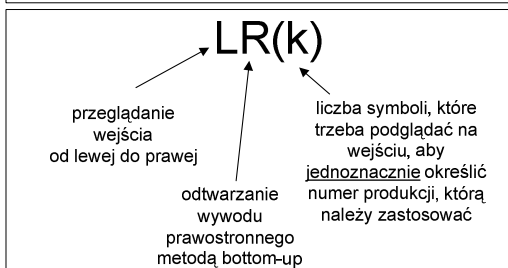 LR(k)
przeglądanie
wejścia
od lewej do prawej
odtwarzanie
wywodu
prawostronnego
metodą bottom-up
liczba symboli, które
trzeba podglądać na
wejściu, aby
jednoznacznie określić
numer produkcji, którą
należy zastosować